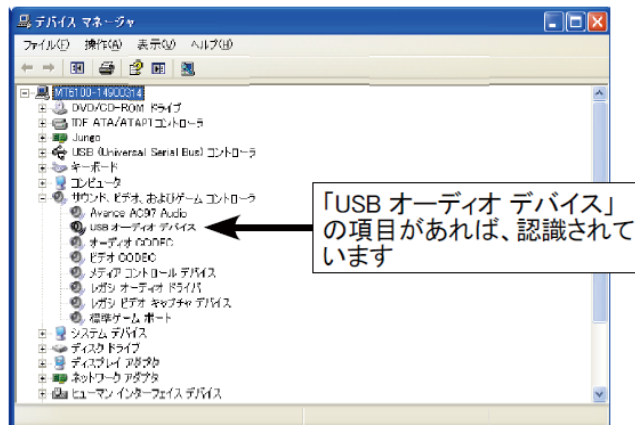 デバイス マネージャ
ファイル(F) 操作(A) 表示(V) ヘルプ(H)
MT6100-14900314
DVD/CD-ROM ドライブ
IDE ATA/ATAPI コントローラ
Jungo
USB (Universal Serial Bus) コントローラ
キーボード
コンピュータ
サウンド、ビデオ、およびゲーム コントローラ
Avance AC97 Audio
USB オーディオ デバイス
オーディオ CODEC
ビデオ CODEC
メディア コントロール デバイス
レガシ オーディオ ドライバ
レガシ ビデオ キャプチャ デバイス
標準ゲーム ポート
システム デバイス
ディスク ドライブ
ディスプレイ アダプタ
ネットワーク アダプタ
ヒューマン インターフェイス デバイス
「USB オーディオ デバイス」
の項目があれば、認識されて
います